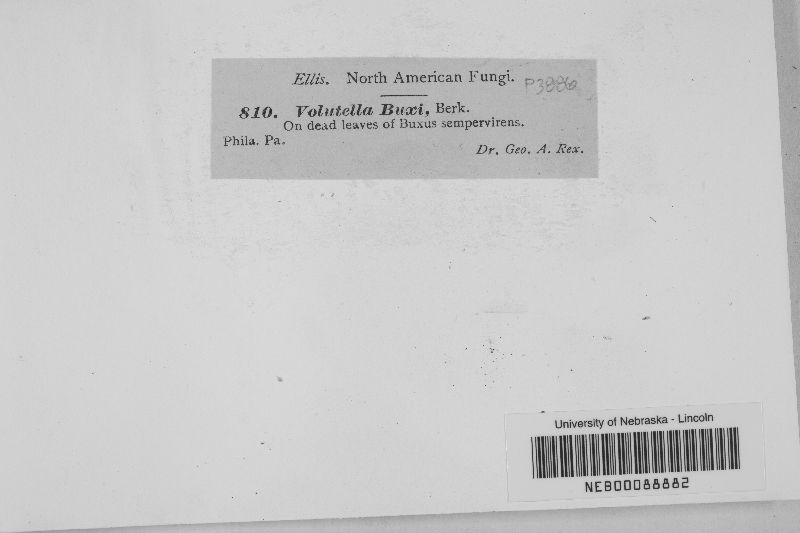 Ellis. North American Fungi.
810. Volutella Buxi, Berk.
On dead leaves of Buxus sempervirens.
Phila. Pa.
Dr. Geo. A. Rex.
University of Nebraska - Lincoln
NEB00088882